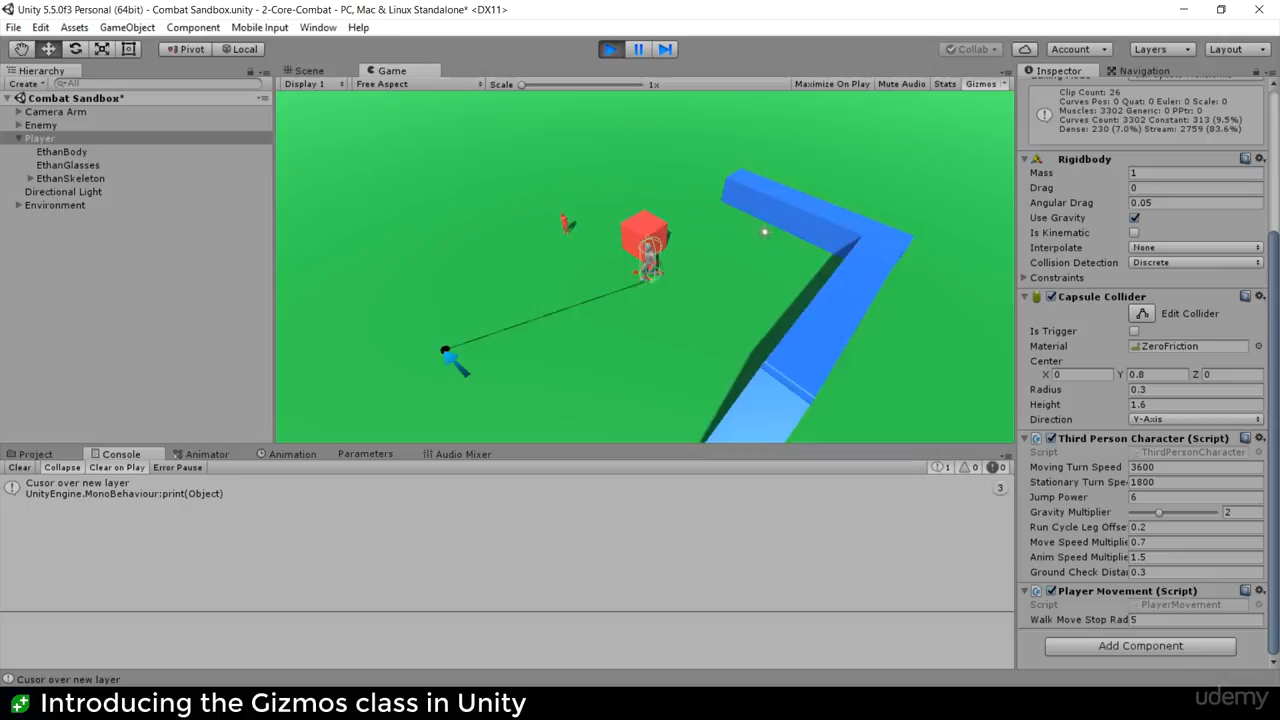 Unity 5.5.0f3 Personal (64bit) - Combat Sandbox.unity - 2-Core-Combat - PC, Mac & Linux Standalone* <DX11>
File Edit Assets GameObject Component Mobile Input Window Help
Pivot Local Collab Account Layers Layout
Hierarchy Scene Game Inspector Navigation
Create All Display 1 Free Aspect Scale 1x Maximize On Play Mute Audio Stats Gizmos
Combat Sandbox*
Camera Arm
Enemy
Player
EthanBody
EthanGlasses
EthanSkeleton
Directional Light
Environment
Clip Count: 26
Curves Pos: 0 Quat: 0 Euler: 0 Scale: 0
Muscles: 3302 Generic: 0 PPtr: 0
Curves Count: 3302 Constant: 313 (9.5%)
Dense: 230 (7.0%) Stream: 2759 (83.6%)
Rigidbody
Mass 1
Drag 0
Angular Drag 0.05
Use Gravity
Is Kinematic
Interpolate None
Collision Detection Discrete
Constraints
Capsule Collider
Edit Collider
Is Trigger
Material ZeroFriction
Center
X 0 Y 0.8 Z 0
Radius 0.3
Height 1.6
Direction Y-Axis
Third Person Character (Script)
Script ThirdPersonCharacter
Moving Turn Speed 3600
Stationary Turn Spe 1800
Jump Power 6
Gravity Multiplier 2
Run Cycle Leg Offse 0.2
Move Speed Multiplie 0.7
Anim Speed Multiplie 1.5
Ground Check Distar 0.3
Player Movement (Script)
Script PlayerMovement
Walk Move Stop Rad 5
Add Component
Project Console Animator Animation Parameters Audio Mixer
Clear Collapse Clear on Play Error Pause 1 0 0
Cusor over new layer
UnityEngine.MonoBehaviour:print(Object)
3
Cusor over new layer
Introducing the Gizmos class in Unity
udemy